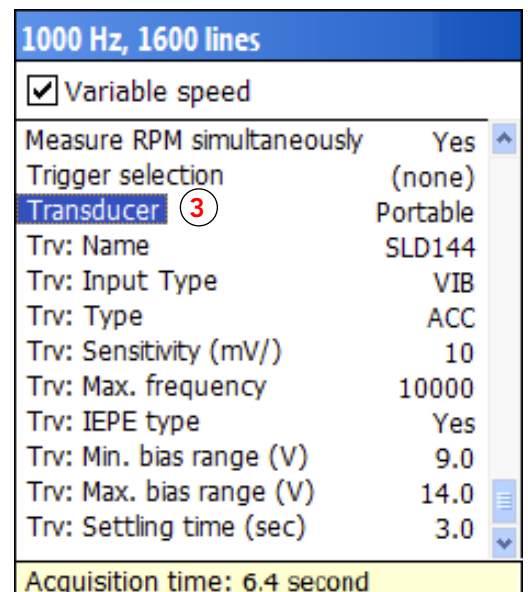 1000 Hz, 1600 lines
Variable speed
Measure RPM simultaneously Yes
Trigger selection (none)
Transducer 3 Portable
Trv: Name SLD144
Trv: Input Type VIB
Trv: Type ACC
Trv: Sensitivity (mV/) 10
Trv: Max. frequency 10000
Trv: IEPE type Yes
Trv: Min. bias range (V) 9.0
Trv: Max. bias range (V) 14.0
Trv: Settling time (sec) 3.0
Acquisition time: 6.4 second